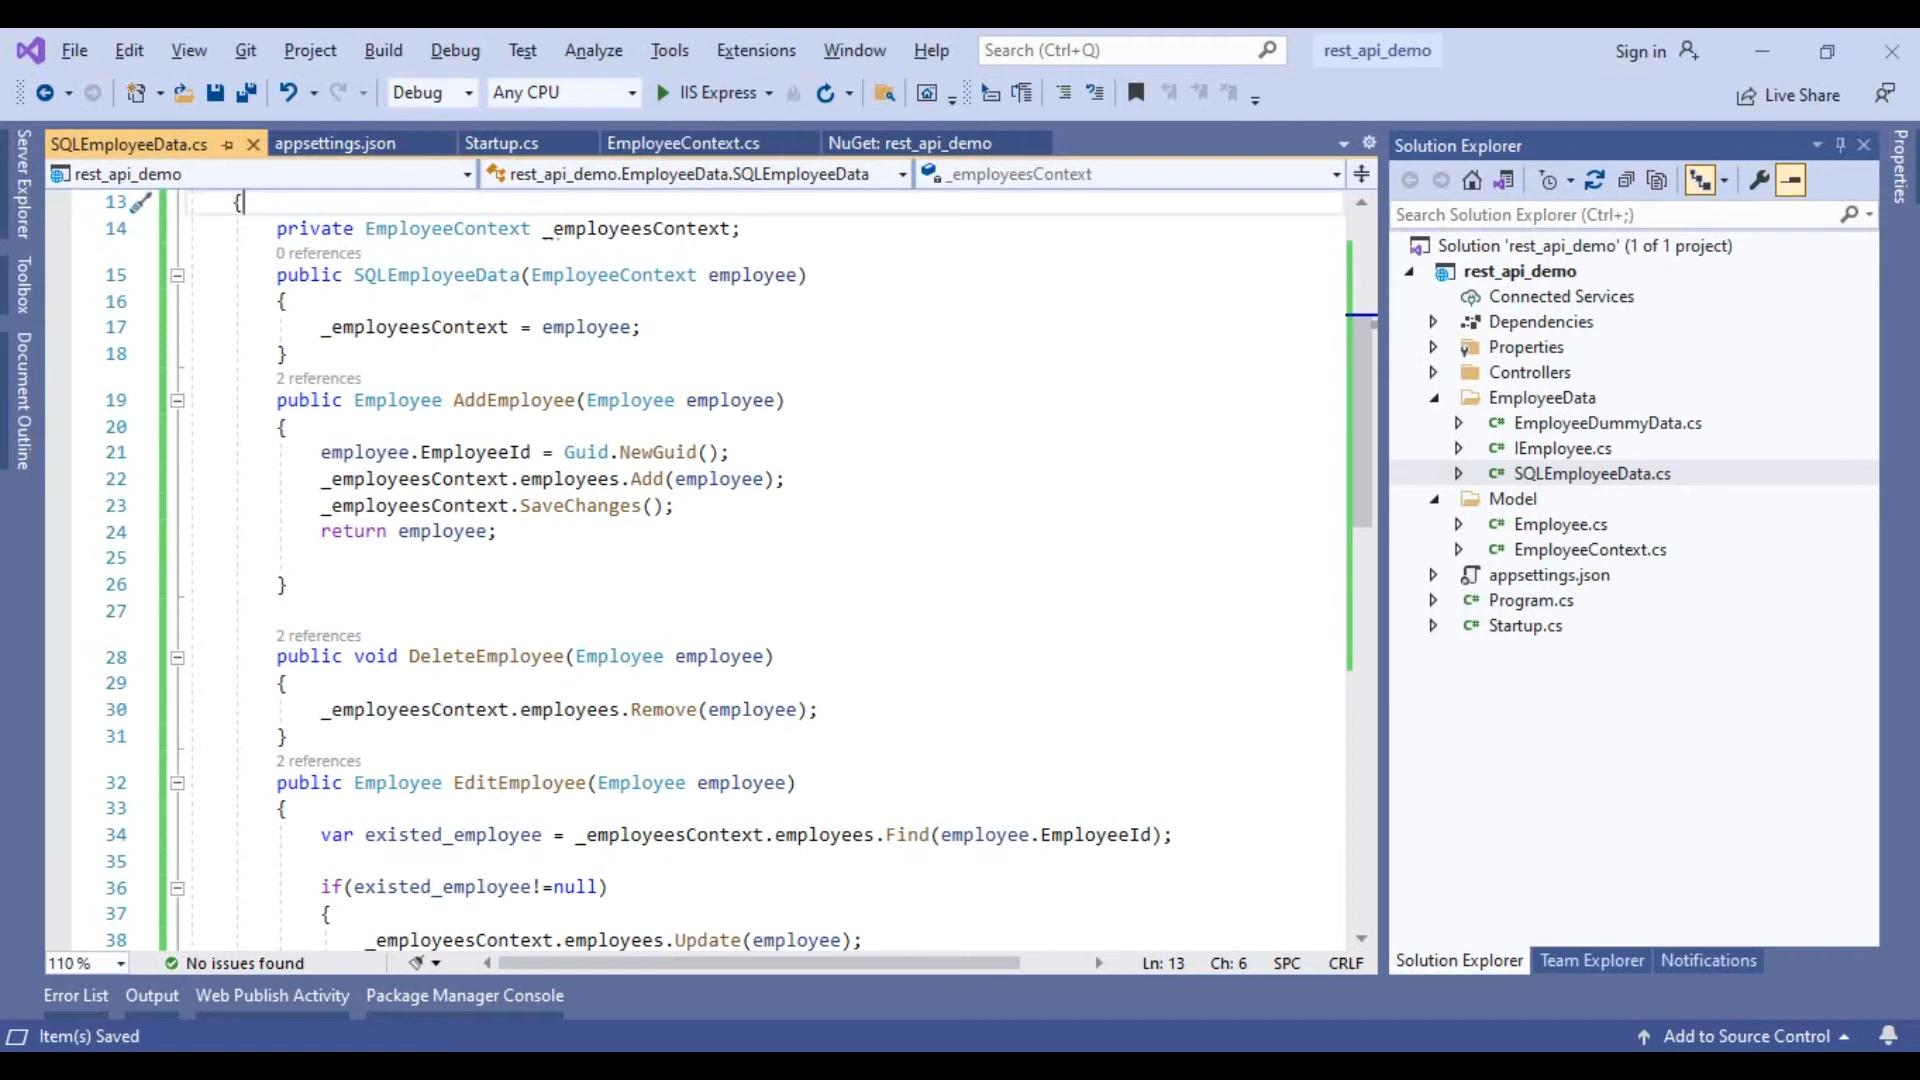 File Edit View Git Project Build Debug Test Analyze Tools Extensions Window Help Search (Ctrl+Q) rest_api_demo Sign in
Debug Any CPU IIS Express Live Share
Server Explorer
Toolbox
Document Outline
SQLEmployeeData.cs appsettings.json Startup.cs EmployeeContext.cs NuGet: rest_api_demo
rest_api_demo rest_api_demo.EmployeeData.SQLEmployeeData _employeesContext
13 {
14 private EmployeeContext _employeesContext;
0 references
15 public SQLEmployeeData(EmployeeContext employee)
16 {
17 _employeesContext = employee;
18 }
2 references
19 public Employee AddEmployee(Employee employee)
20 {
21 employee.EmployeeId = Guid.NewGuid();
22 _employeesContext.employees.Add(employee);
23 _employeesContext.SaveChanges();
24 return employee;
25
26 }
27
2 references
28 public void DeleteEmployee(Employee employee)
29 {
30 _employeesContext.employees.Remove(employee);
31 }
2 references
32 public Employee EditEmployee(Employee employee)
33 {
34 var existed_employee = _employeesContext.employees.Find(employee.EmployeeId);
35
36 if(existed_employee!=null)
37 {
38 _employeesContext.employees.Update(employee);
110 % No issues found Ln: 13 Ch: 6 SPC CRLF
Solution Explorer
Search Solution Explorer (Ctrl+;)
Solution 'rest_api_demo' (1 of 1 project)
rest_api_demo
Connected Services
Dependencies
Properties
Controllers
EmployeeData
C# EmployeeDummyData.cs
C# IEmployee.cs
C# SQLEmployeeData.cs
Model
C# Employee.cs
C# EmployeeContext.cs
appsettings.json
C# Program.cs
C# Startup.cs
Solution Explorer Team Explorer Notifications
Properties
Error List Output Web Publish Activity Package Manager Console
Item(s) Saved Add to Source Control